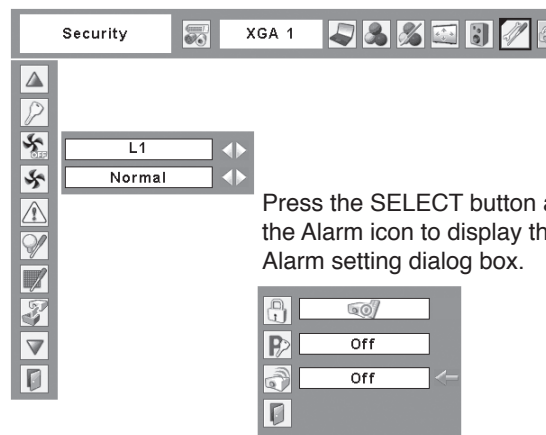 Security
XGA 1
OFF
L1
Normal
Press the SELECT button a
the Alarm icon to display th
Alarm setting dialog box.
P
Off
Off